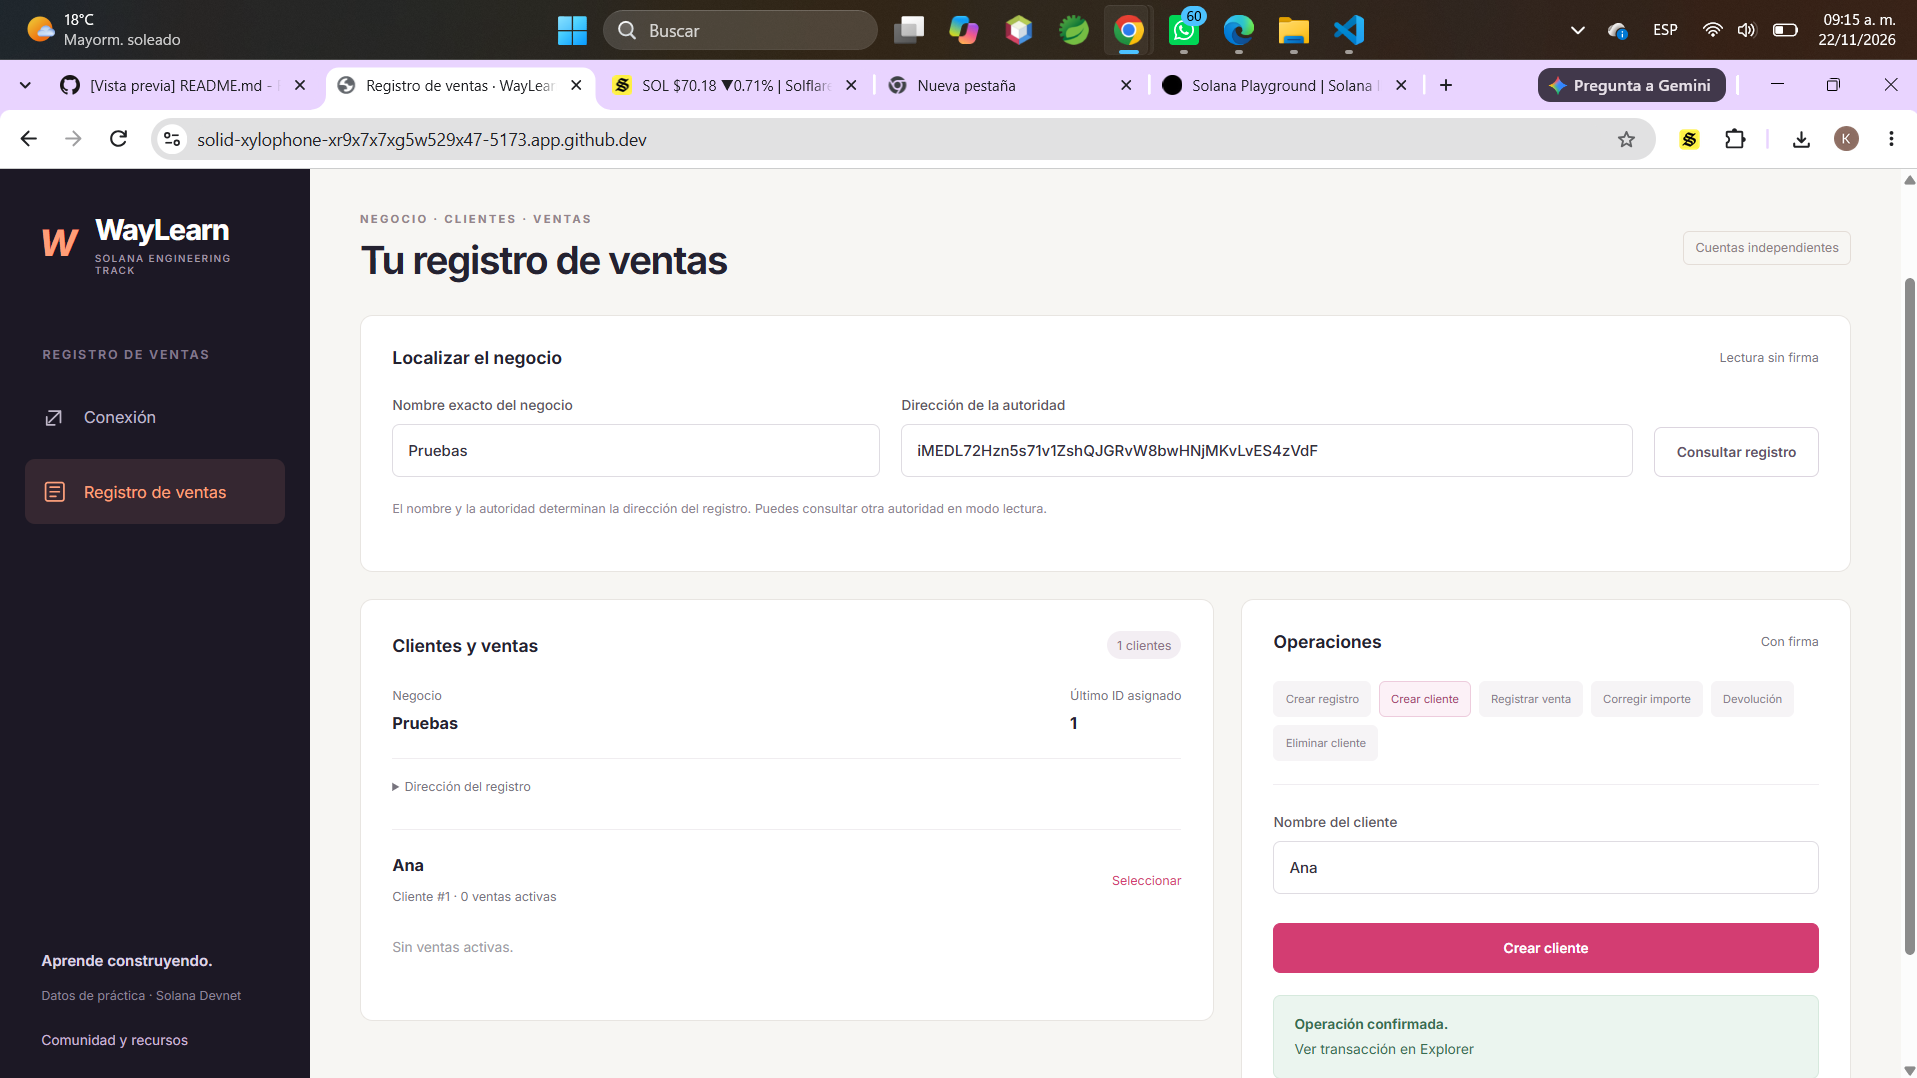 18°C
Mayorm. soleado
Buscar
60
ESP
09:15 a. m.
22/11/2026
[Vista previa] README.md -
Registro de ventas · WayLear
SOL $70.18 ▼0.71% | Solflare
Nueva pestaña
Solana Playground | Solana
Pregunta a Gemini
solid-xylophone-xr9x7x7xg5w529x47-5173.app.github.dev
K
W
WayLearn
SOLANA ENGINEERING
TRACK
REGISTRO DE VENTAS
Conexión
Registro de ventas
Aprende construyendo.
Datos de práctica · Solana Devnet
Comunidad y recursos
NEGOCIO · CLIENTES · VENTAS
Tu registro de ventas
Cuentas independientes
Localizar el negocio
Lectura sin firma
Nombre exacto del negocio
Dirección de la autoridad
Pruebas
iMEDL72Hzn5s71v1ZshQJGRvW8bwHNjMKvLvES4zVdF
Consultar registro
El nombre y la autoridad determinan la dirección del registro. Puedes consultar otra autoridad en modo lectura.
Clientes y ventas
1 clientes
Negocio
Último ID asignado
Pruebas
1
Dirección del registro
Ana
Cliente #1 · 0 ventas activas
Seleccionar
Sin ventas activas.
Operaciones
Con firma
Crear registro
Crear cliente
Registrar venta
Corregir importe
Devolución
Eliminar cliente
Nombre del cliente
Ana
Crear cliente
Operación confirmada.
Ver transacción en Explorer